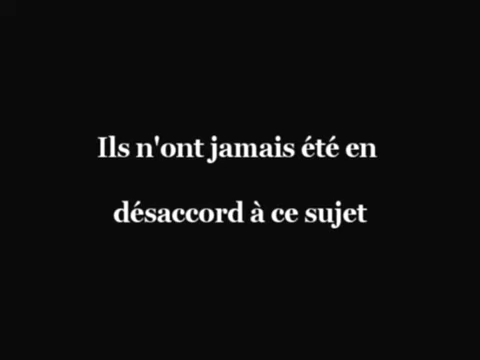 Ils n'ont jamais été en
désaccord à ce sujet